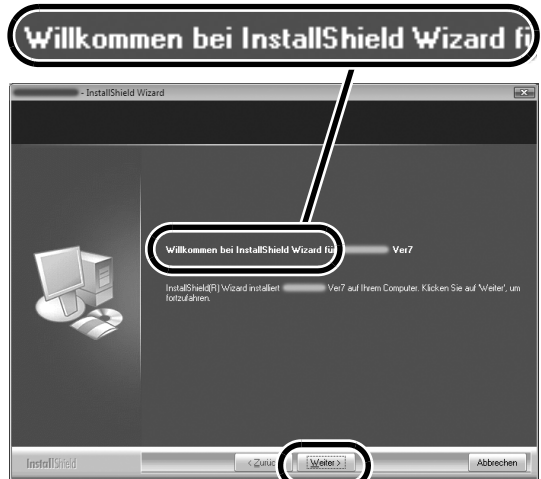 Willkommen bei InstallShield Wizard fü
- InstallShield Wizard
Willkommen bei InstallShield Wizard für Ver7
InstallShield(R) Wizard installiert Ver7 auf Ihrem Computer. Klicken Sie auf 'Weiter', um
fortzufahren.
InstallShield
< Zurüc
Weiter >
Abbrechen